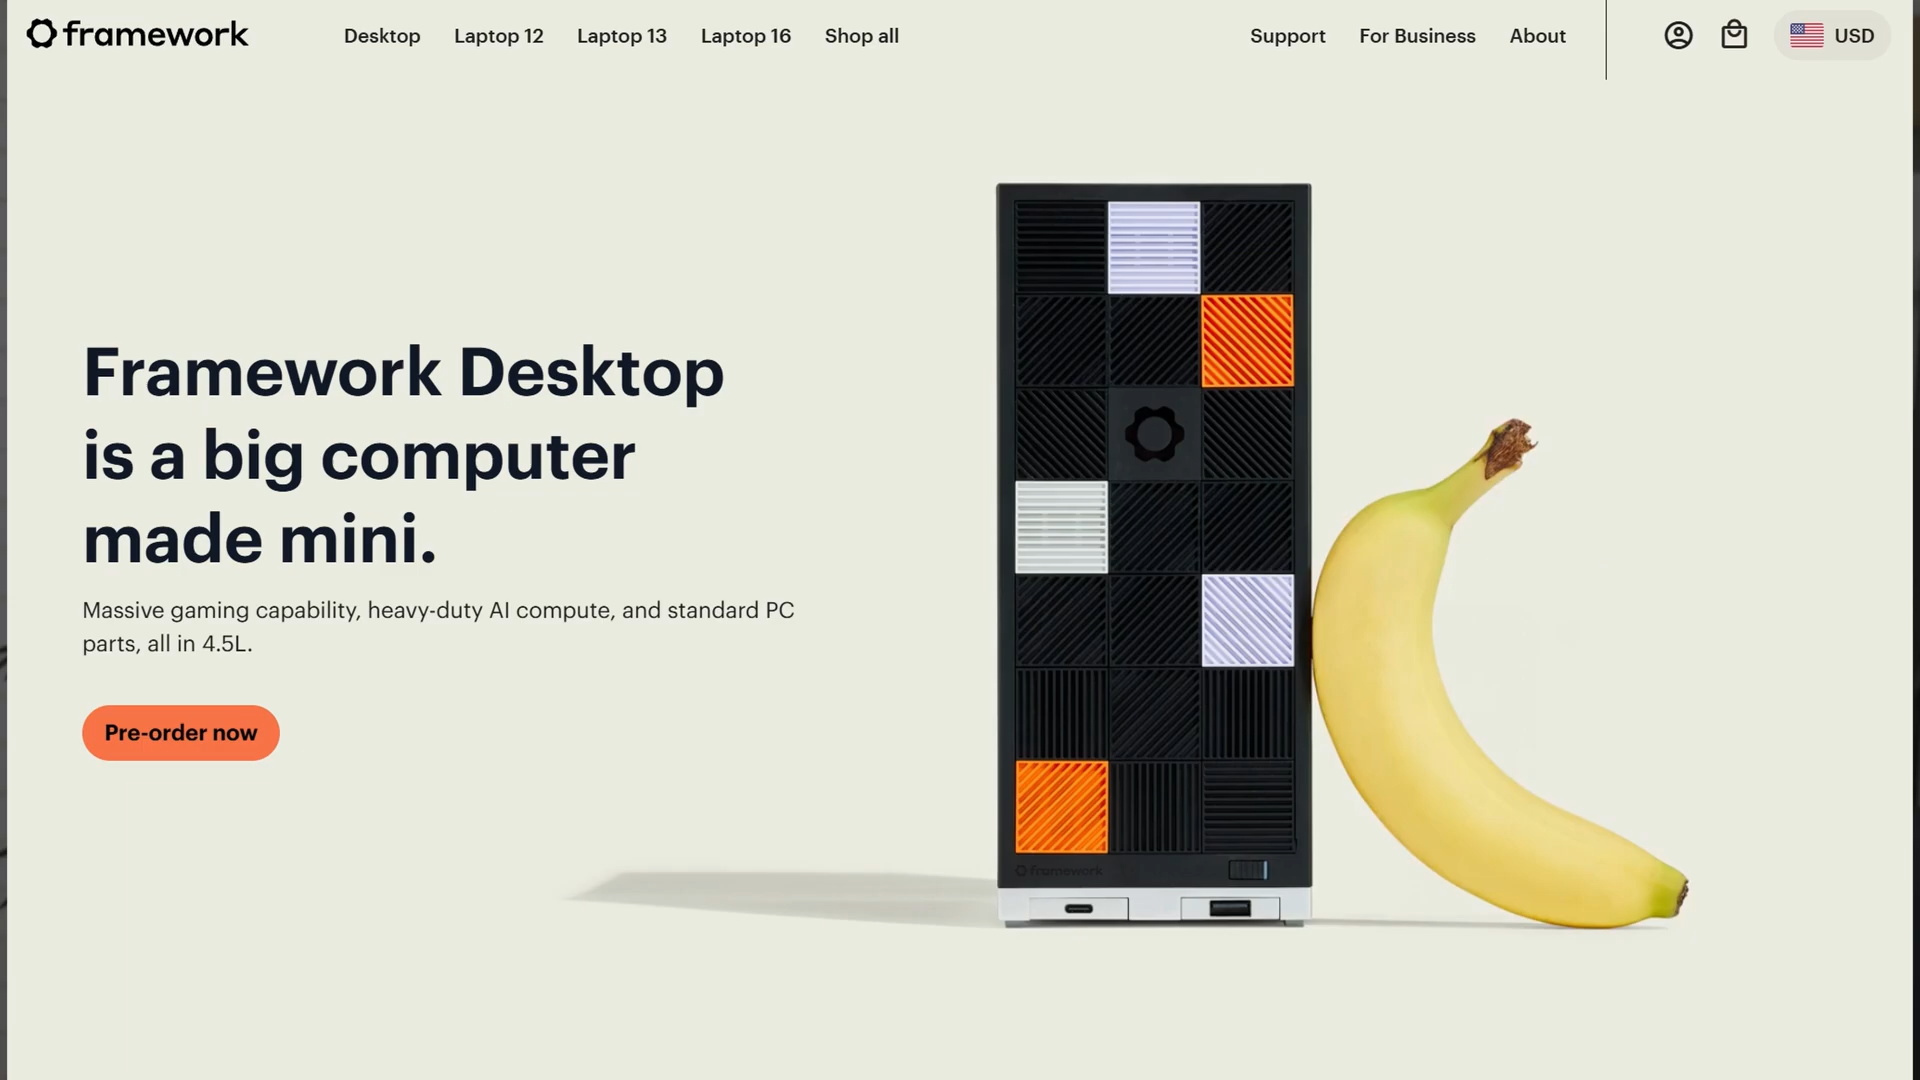 framework
Desktop
Laptop 12
Laptop 13
Laptop 16
Shop all
Support
For Business
About
USD
Framework Desktop
is a big computer
made mini.
Massive gaming capability, heavy-duty AI compute, and standard PC
parts, all in 4.5L.
Pre-order now
framework